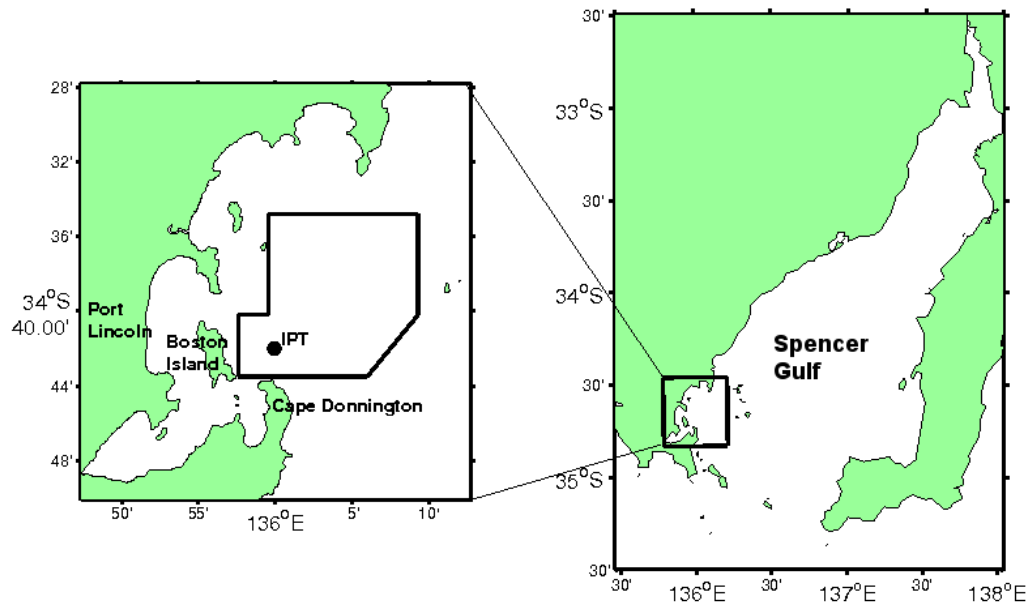 28'
32'
36'
34°S
40.00'
44'
48'
Port
Lincoln
Boston
Island
IPT
Cape Donnington
50'
55'
136°E
5'
10'
30'
33°S
30'
34°S
30'
35°S
30'
Spencer
Gulf
30'
136°E
30'
137°E
30'
138°E